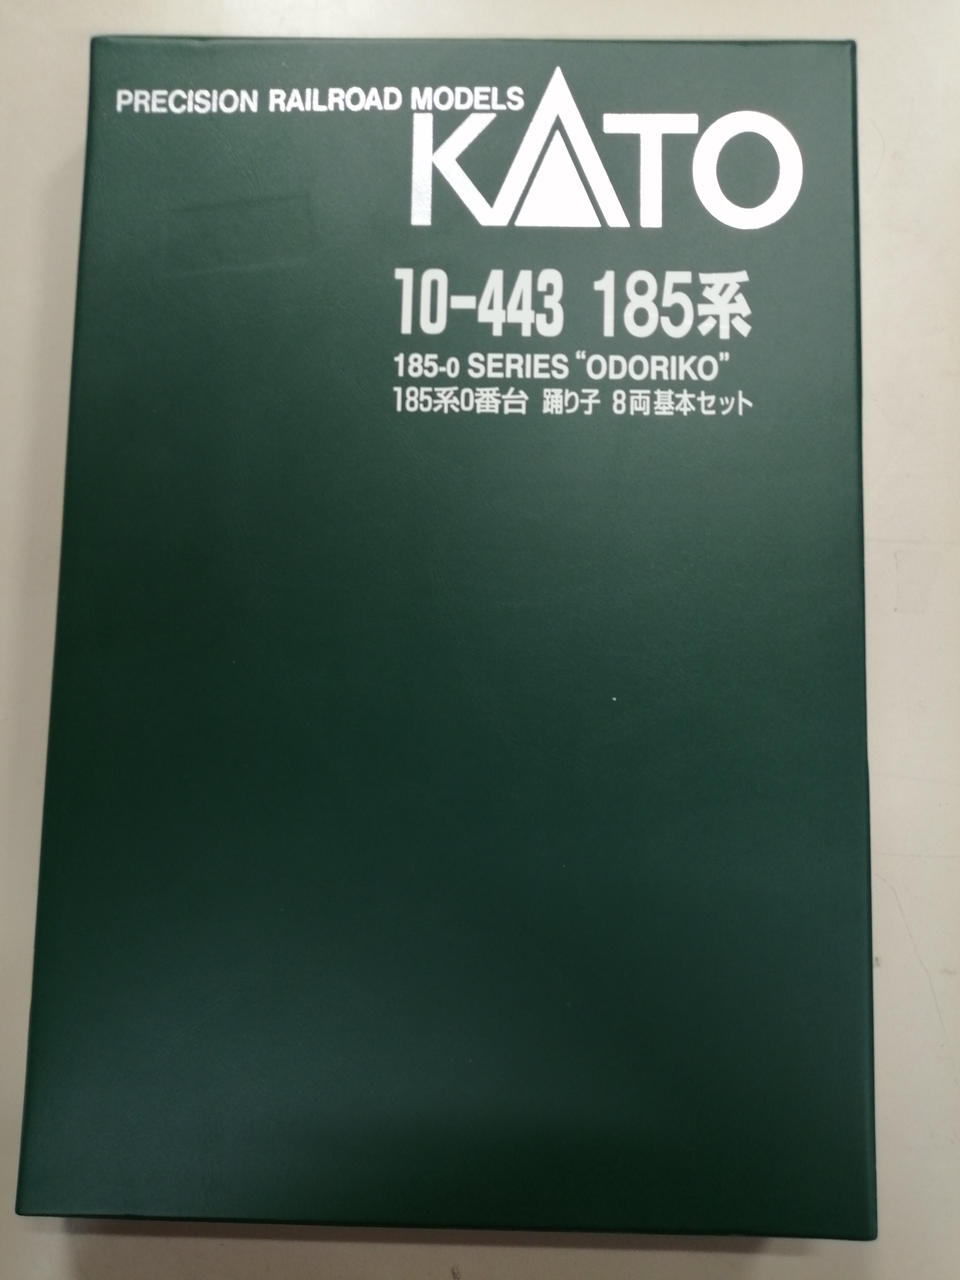 PRECISION RAILROAD MODELS
KATO
10-443 185系
185-0 SERIES “ODORIKO”
185系0番台 踊り子 8両基本セット